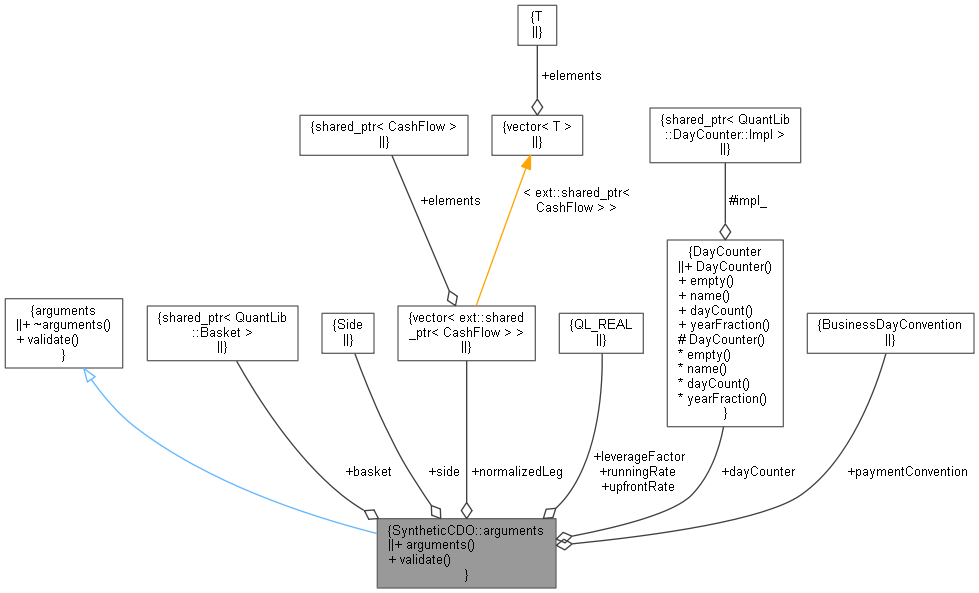 {T
||}
+elements
{shared_ptr< CashFlow >
||}
{vector< T >
||}
{shared_ptr< QuantLib
::DayCounter::Impl >
||}
+elements
< ext::shared_ptr<
CashFlow > >
#impl_
{arguments
||+ ~arguments()
+ validate()
}
{shared_ptr< QuantLib
::Basket >
||}
{Side
||}
{vector< ext::shared
_ptr< CashFlow > >
||}
{QL_REAL
||}
{DayCounter
||+ DayCounter()
+ empty()
+ name()
+ dayCount()
+ yearFraction()
# DayCounter()
* empty()
* name()
* dayCount()
* yearFraction()
}
{BusinessDayConvention
||}
+basket
+side
+normalizedLeg
+leverageFactor
+runningRate
+upfrontRate
+dayCounter
+paymentConvention
{SyntheticCDO::arguments
||+ arguments()
+ validate()
}